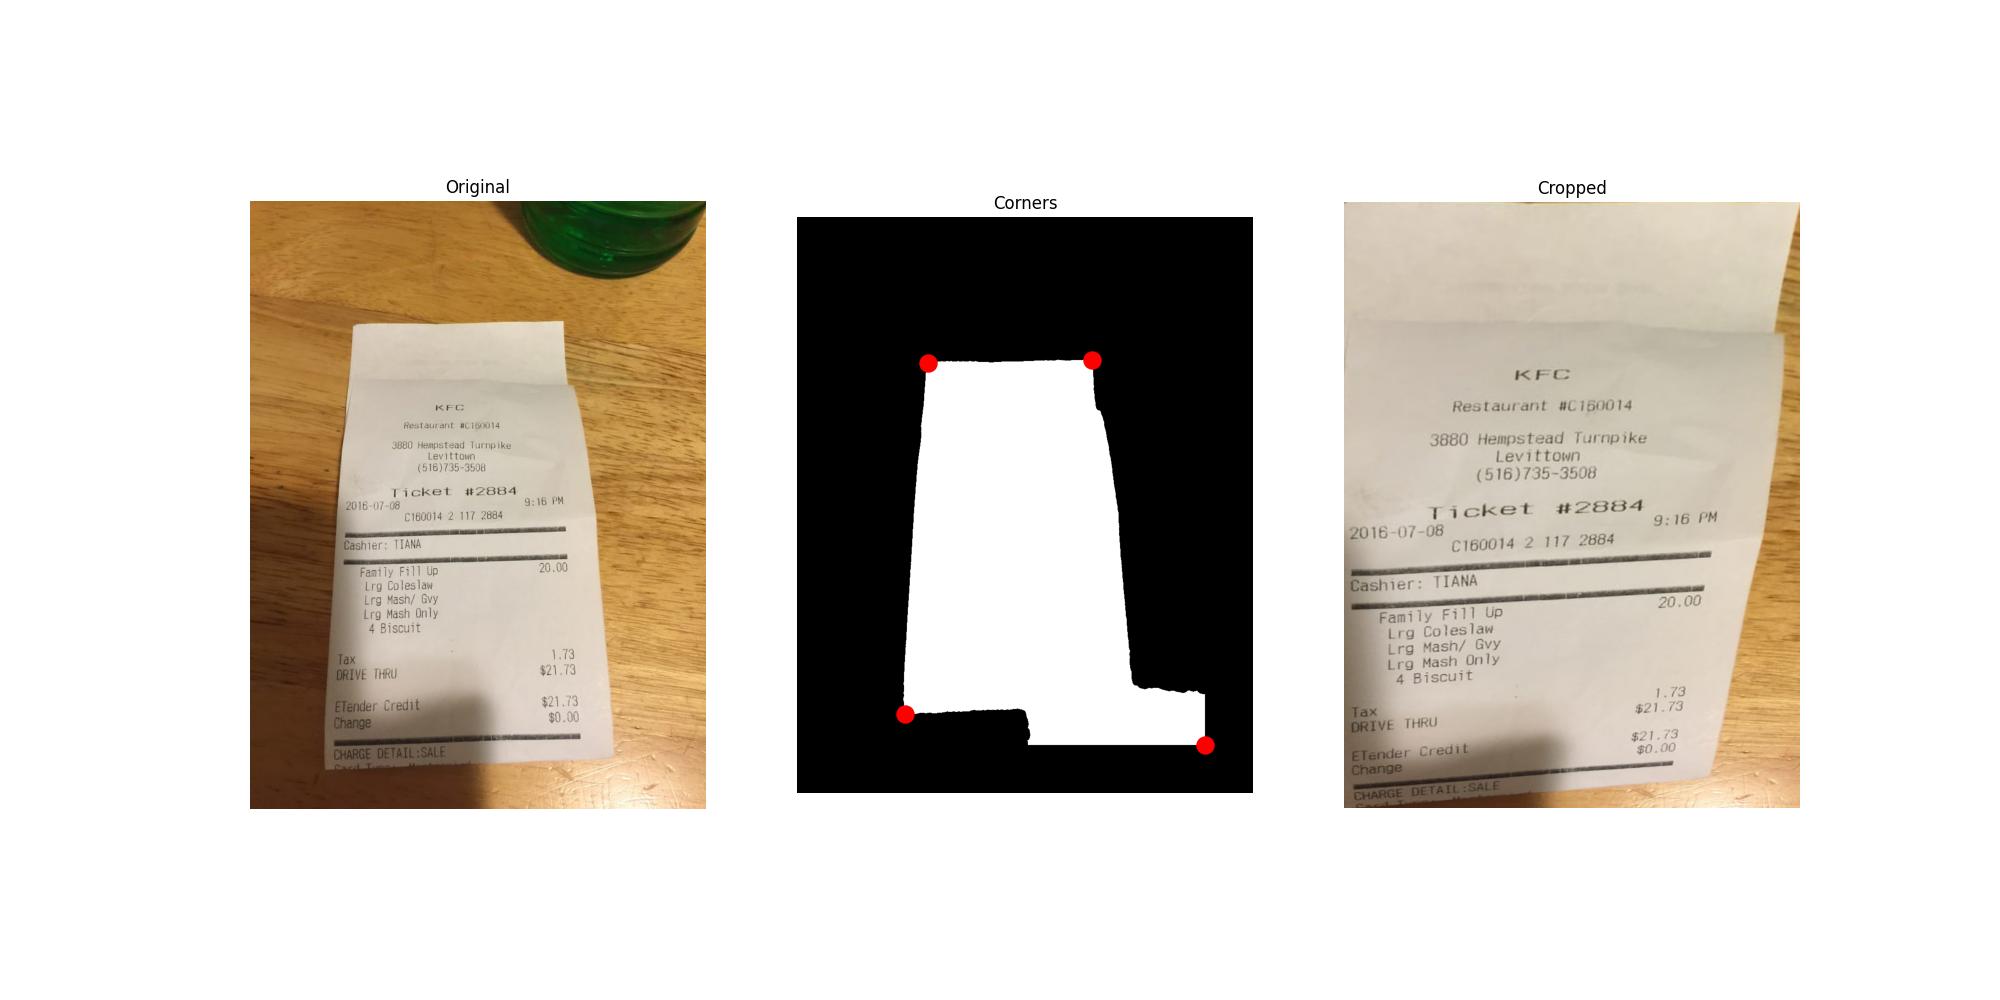 Original
KFC
Restaurant #C160014
3880 Hempstead Turnpike
Levittown
(516)735-3508
Ticket #2884
2016-07-08 9:16 PM
C160014 2 117 2884
Cashier: TIANA
Family Fill Up 20.00
Lrg Coleslaw
Lrg Mash/ Gvy
Lrg Mash Only
4 Biscuit
Tax 1.73
DRIVE THRU $21.73
ETender Credit $21.73
Change $0.00
CHARGE DETAIL:SALE
Corners
Cropped
KFC
Restaurant #C160014
3880 Hempstead Turnpike
Levittown
(516)735-3508
Ticket #2884
2016-07-08 9:16 PM
C160014 2 117 2884
Cashier: TIANA
Family Fill Up 20.00
Lrg Coleslaw
Lrg Mash/ Gvy
Lrg Mash Only
4 Biscuit
Tax 1.73
DRIVE THRU $21.73
ETender Credit $21.73
Change $0.00
CHARGE DETAIL:SALE